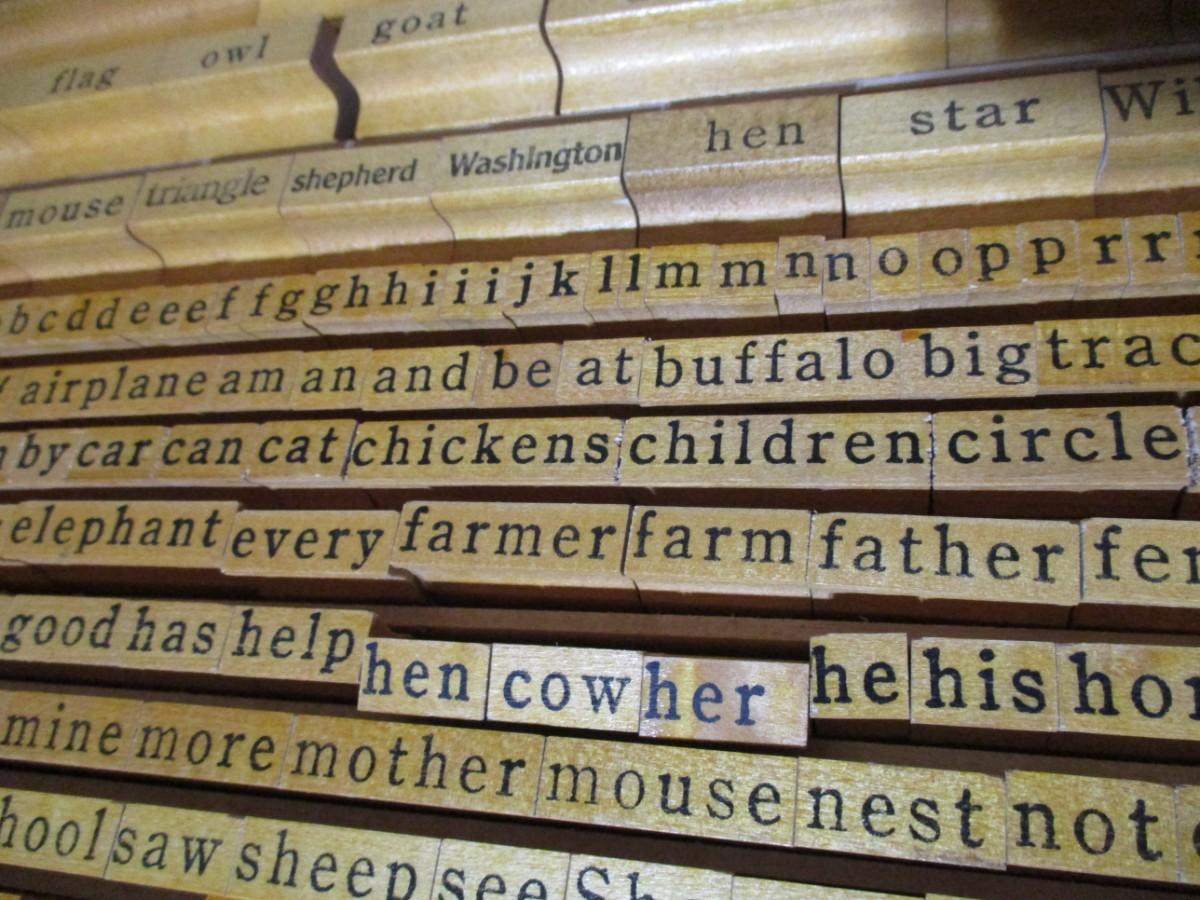 flag owl goat
mouse triangle shepherd Washington hen star
b c d d e e e f f g g h h i i i j k l l m m n n o o p p r r
airplane am an and be at buffalo big
by car can cat chickens children circle
elephant every farmer farm father
good has help hen cow her he his
mine more mother mouse nest not
saw sheep see